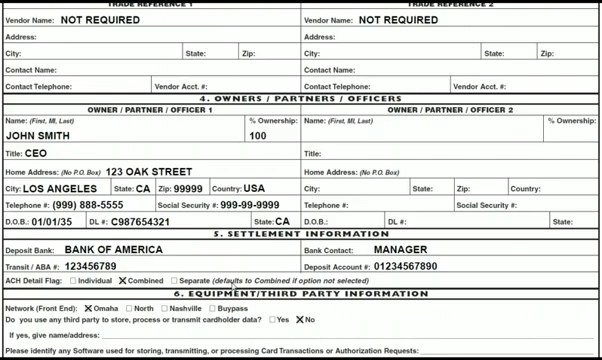 TRADE REFERENCE 1 TRADE REFERENCE 2
Vendor Name: NOT REQUIRED Vendor Name: NOT REQUIRED
Address: Address:
City: State: Zip: City: State: Zip:
Contact Name: Contact Name:
Contact Telephone: Vendor Acct. #: Contact Telephone: Vendor Acct. #:
4. OWNERS / PARTNERS / OFFICERS
OWNER / PARTNER / OFFICER 1 OWNER / PARTNER / OFFICER 2
Name: (First, MI, Last) % Ownership: Name: (First, MI, Last) % Ownership:
JOHN SMITH 100
Title: CEO Title:
Home Address: (No P.O. Box) 123 OAK STREET Home Address: (No P.O. Box)
City: LOS ANGELES State: CA Zip: 99999 Country: USA City: State: Zip: Country:
Telephone #: (999) 888-5555 Social Security #: 999-99-9999 Telephone #: Social Security #:
D.O.B.: 01/01/35 DL #: C987654321 State: CA D.O.B.: DL #: State:
5. SETTLEMENT INFORMATION
Deposit Bank: BANK OF AMERICA Bank Contact: MANAGER
Transit / ABA #: 123456789 Deposit Account #: 01234567890
ACH Detail Flag: ☐ Individual ☒ Combined ☐ Separate (defaults to Combined if option not selected)
6. EQUIPMENT/THIRD PARTY INFORMATION
Network (Front End): ☒ Omaha ☐ North ☐ Nashville ☐ Buypass
Do you use any third party to store, process or transmit cardholder data? ☐ Yes ☒ No
If yes, give name/address:
Please identify any Software used for storing, transmitting, or processing Card Transactions or Authorization Requests: